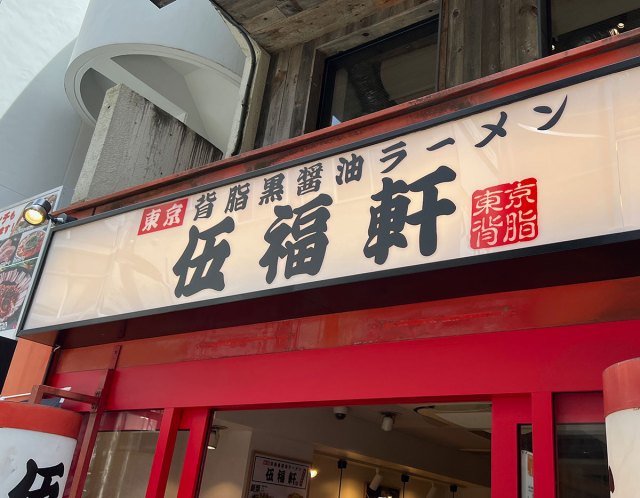 東京 背脂黒醤油ラーメン
伍福軒
東京
背脂
伍福軒
伍